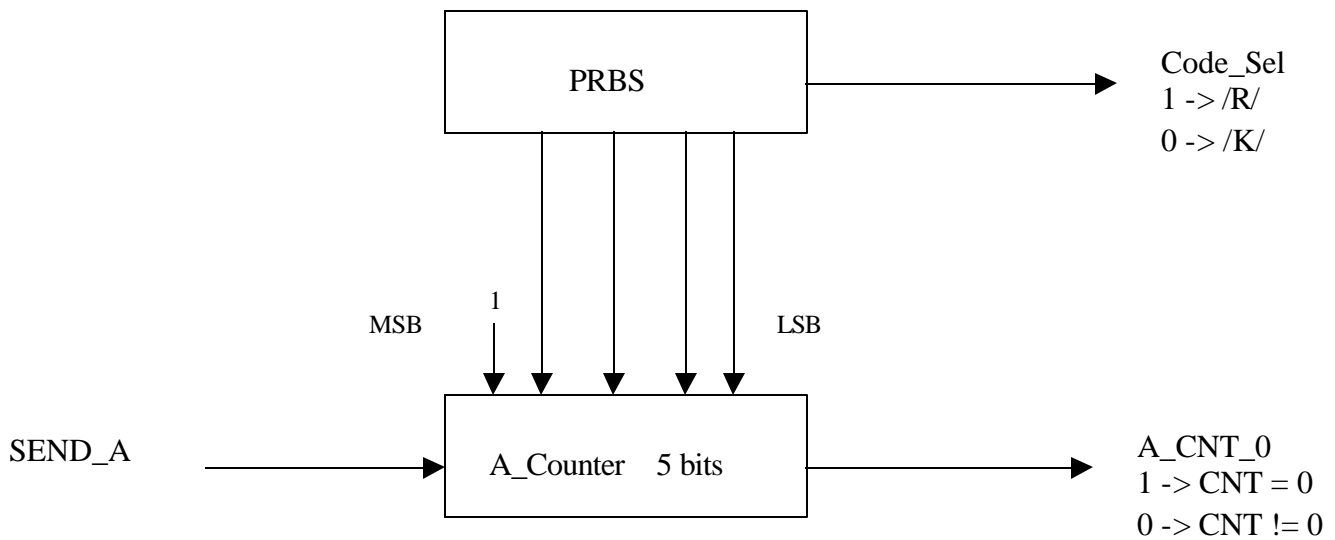 PRBS
Code_Sel
1 -> /R/
0 -> /K/
1
MSB
LSB
SEND_A
A_Counter 5 bits
A_CNT_0
1 -> CNT = 0
0 -> CNT != 0